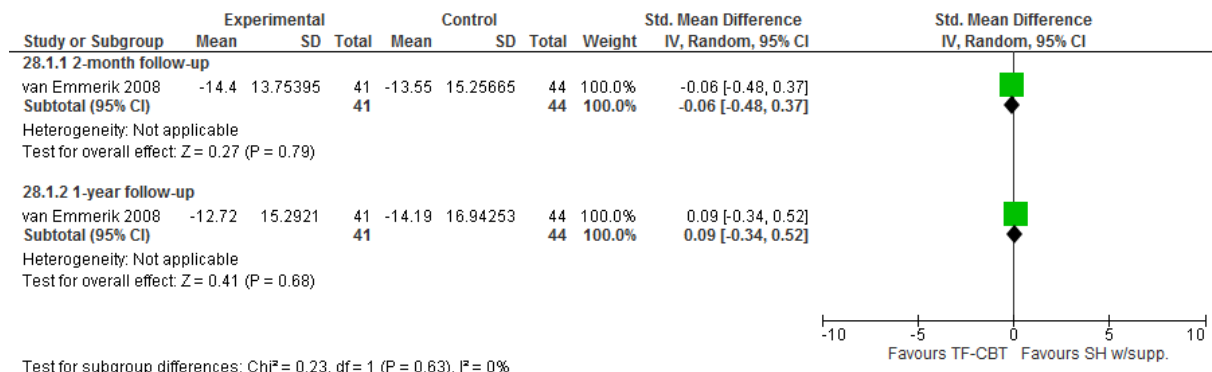 Experimental Control Std. Mean Difference Std. Mean Difference
Study or Subgroup Mean SD Total Mean SD Total Weight IV, Random, 95% CI IV, Random, 95% CI
28.1.1 2-month follow-up
van Emmerik 2008 -14.4 13.75395 41 -13.55 15.25665 44 100.0% -0.06 [-0.48, 0.37]
Subtotal (95% CI) 41 44 100.0% -0.06 [-0.48, 0.37]
Heterogeneity: Not applicable
Test for overall effect: Z = 0.27 (P = 0.79)
28.1.2 1-year follow-up
van Emmerik 2008 -12.72 15.2921 41 -14.19 16.94253 44 100.0% 0.09 [-0.34, 0.52]
Subtotal (95% CI) 41 44 100.0% 0.09 [-0.34, 0.52]
Heterogeneity: Not applicable
Test for overall effect: Z = 0.41 (P = 0.68)
-10 -5 0 5 10
Favours TF-CBT Favours SH w/supp.
Test for subgroup differences: Chi² = 0.23, df = 1 (P = 0.63), I² = 0%